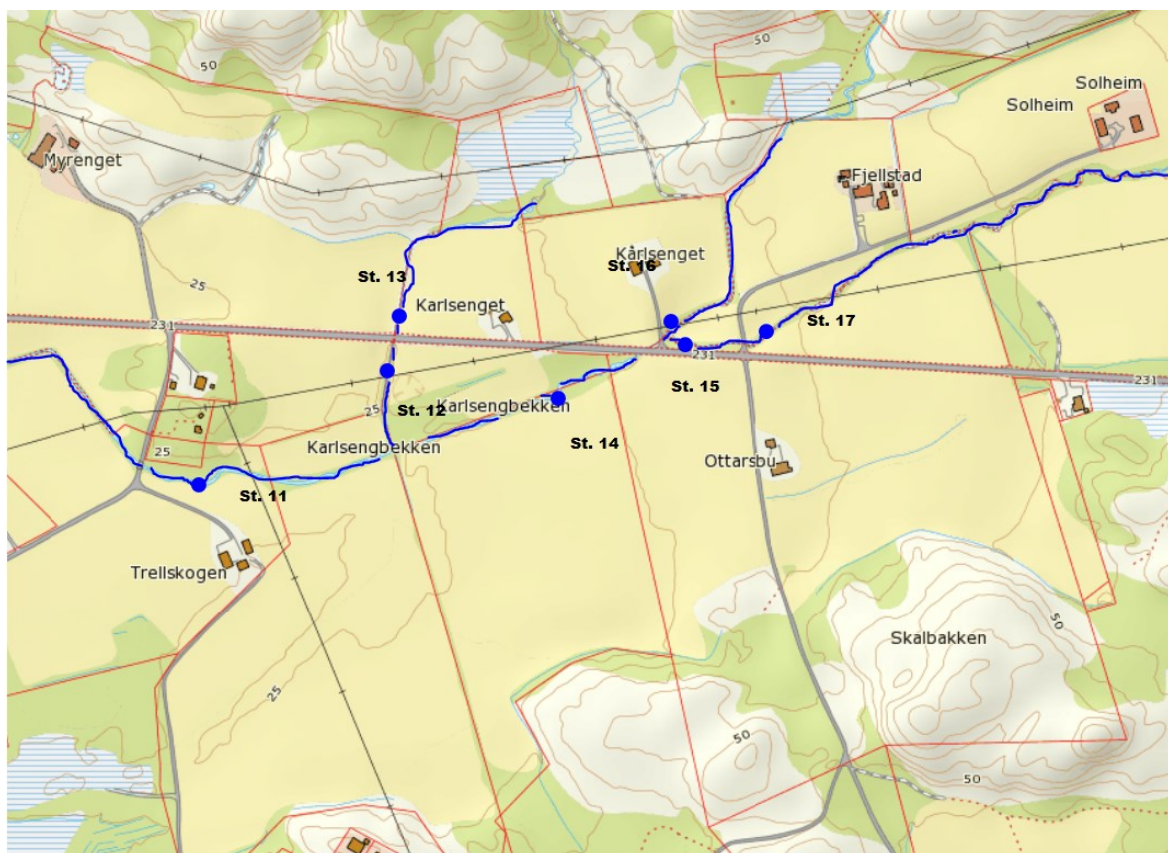 50
50
Solheim
Solheim
Myrenget
Fjellstad
Karlsenget
St. 16
St. 13
25
Karlsenget
231
St. 17
231
231
St. 15
25
St. 12
Karlsengbekken
St. 14
Karlsengbekken
25
Ottarsbu
St. 11
Trellskogen
50
Skalbakken
25
50
50